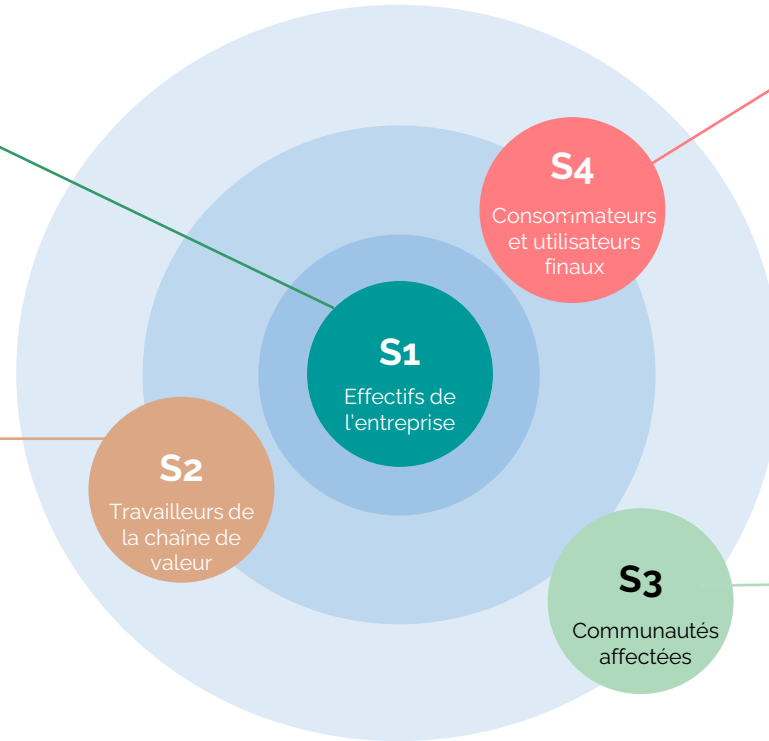 S4
Consommateurs
et utilisateurs
finaux
S1
Effectifs de
l'entreprise
S2
Travailleurs de
la chaîne de
valeur
S3
Communautés
affectées